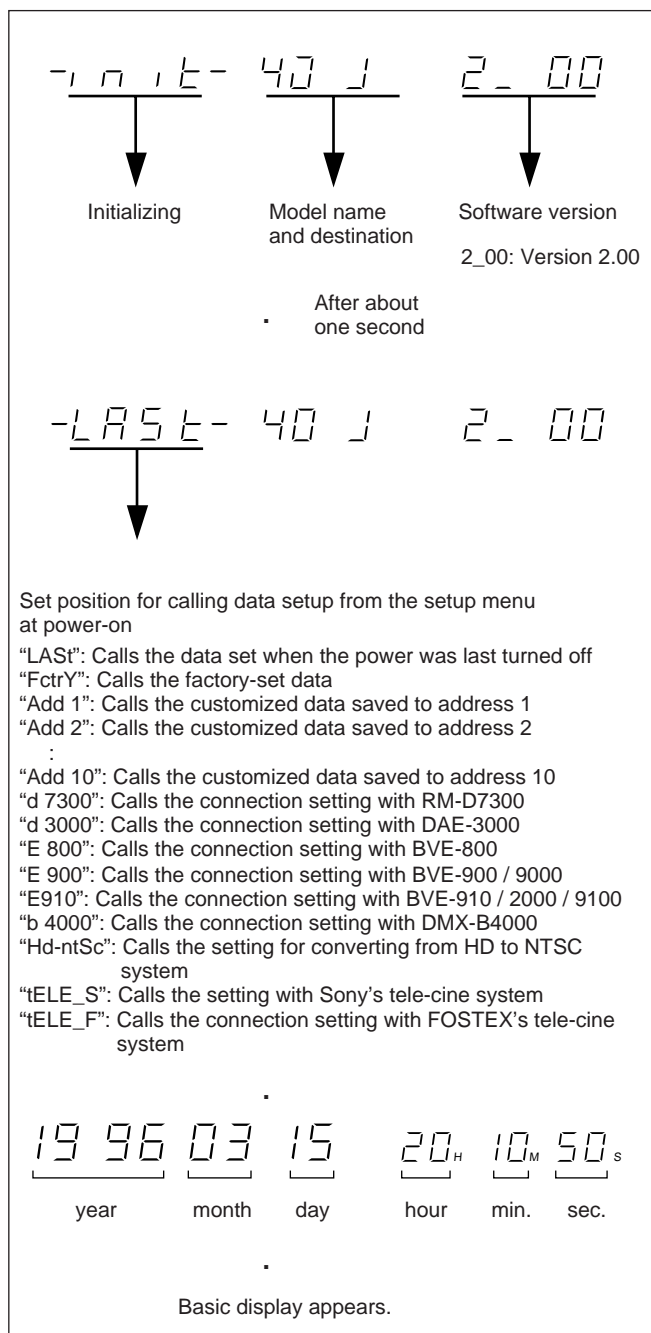 -init- 40 J 2_ 00
Initializing Model name and destination Software version
2_00: Version 2.00
After about
one second
-LASt- 40 J 2_ 00
Set position for calling data setup from the setup menu
at power-on
“LASt”: Calls the data set when the power was last turned off
“FctrY”: Calls the factory-set data
“Add 1”: Calls the customized data saved to address 1
“Add 2”: Calls the customized data saved to address 2
:
“Add 10”: Calls the customized data saved to address 10
“d 7300”: Calls the connection setting with RM-D7300
“d 3000”: Calls the connection setting with DAE-3000
“E 800”: Calls the connection setting with BVE-800
“E 900”: Calls the connection setting with BVE-900 / 9000
“E910”: Calls the connection setting with BVE-910 / 2000 / 9100
“b 4000”: Calls the connection setting with DMX-B4000
“Hd-ntSc”: Calls the setting for converting from HD to NTSC
system
“tELE_S”: Calls the setting with Sony’s tele-cine system
“tELE_F”: Calls the connection setting with FOSTEX’s tele-cine
system
19 96 03 15 20H 10M 50S
year month day hour min. sec.
Basic display appears.